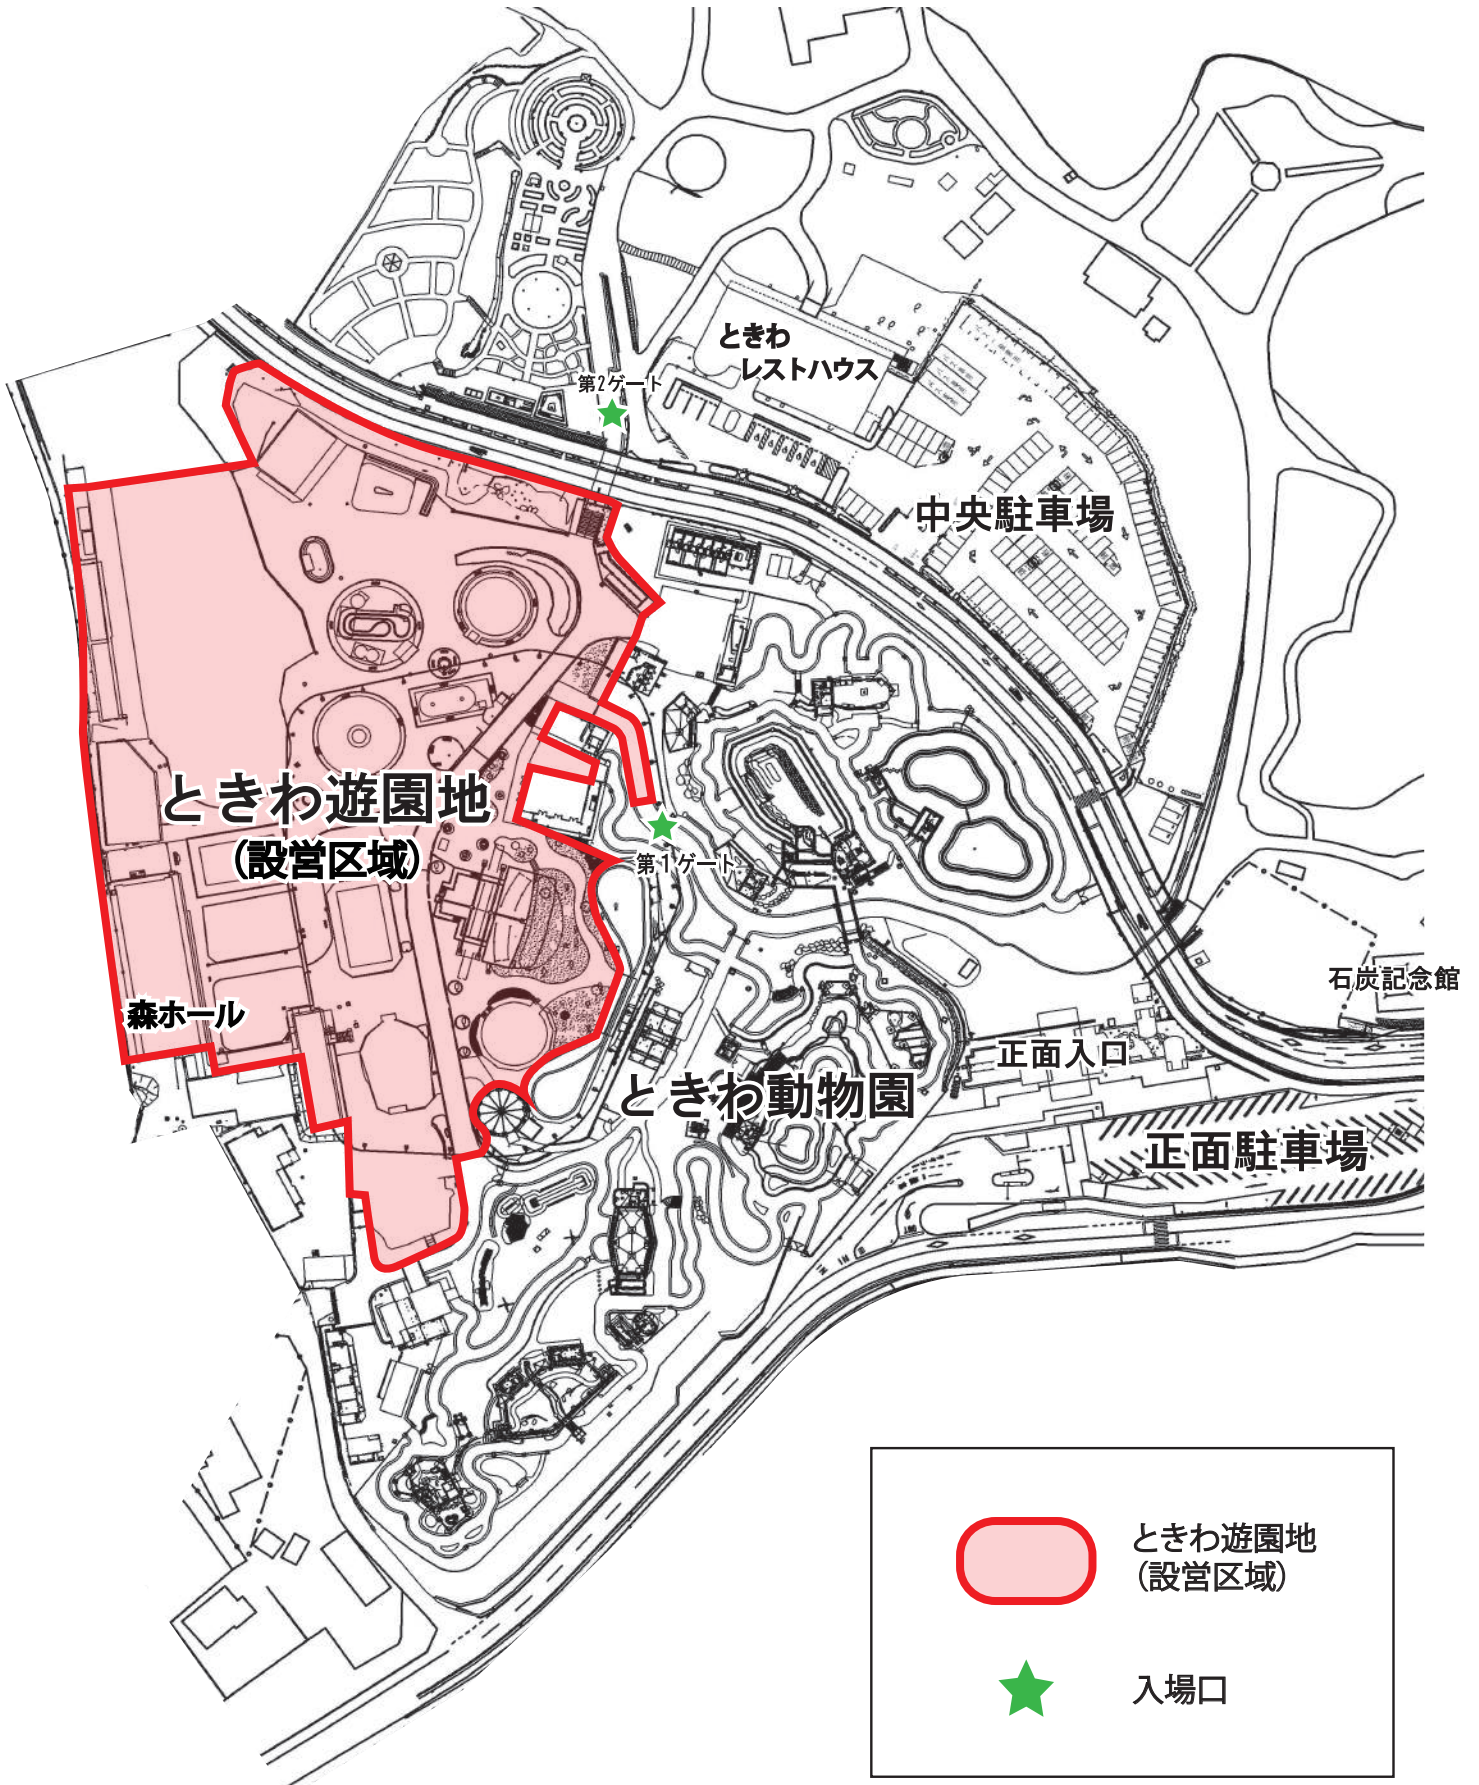 ときわ
レストハウス
第2ゲート
中央駐車場
ときわ遊園地
(設営区域)
第1ゲート
石炭記念館
森ホール
正面入口
ときわ動物園
正面駐車場
ときわ遊園地
(設営区域)
入場口